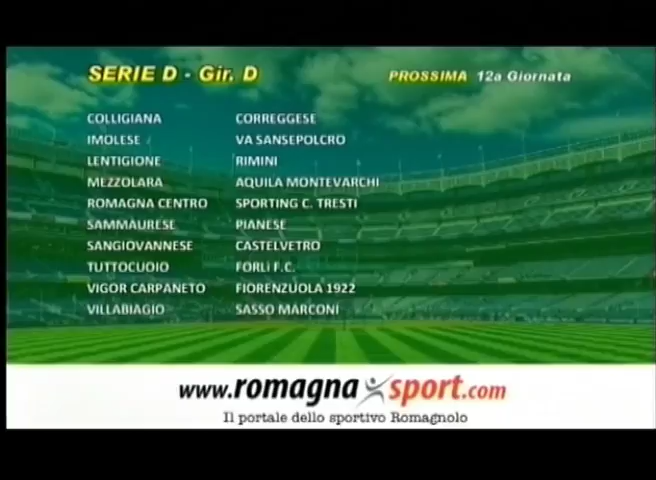 SERIE D - Gir. D PROSSIMA 12a Giornata
COLLIGIANA CORREGGESE
IMOLESE VA SANSEPOLCRO
LENTIGIONE RIMINI
MEZZOLARA AQUILA MONTEVARCHI
ROMAGNA CENTRO SPORTING C. TRESTI
SAMMAURESE PIANESE
SANGIOVANNESE CASTELVETRO
TUTTOCUOIO FORLÌ F.C.
VIGOR CARPANETO FIORENZUOLA 1922
VILLABIAGIO SASSO MARCONI
www.romagnasport.com
Il portale dello sportivo Romagnolo